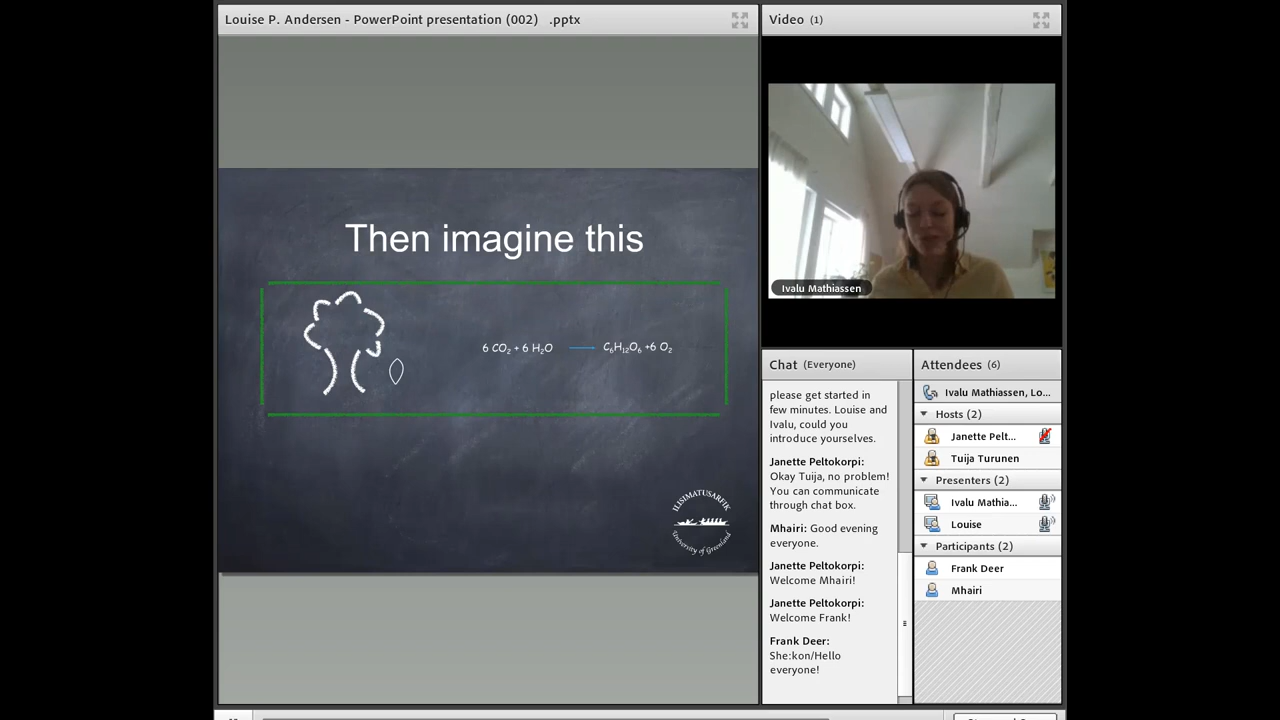 Louise P. Andersen - PowerPoint presentation (002) .pptx
Then imagine this
6 CO₂ + 6 H₂O → C₆H₁₂O₆ +6 O₂
ILISIMATUSARFIK
University of Greenland
Video (1)
Ivalu Mathiassen
Chat (Everyone)
please get started in
few minutes. Louise and
Ivalu, could you
introduce yourselves.
Janette Peltokorpi:
Okay Tuija, no problem!
You can communicate
through chat box.
Mhairi: Good evening
everyone.
Janette Peltokorpi:
Welcome Mhairi!
Janette Peltokorpi:
Welcome Frank!
Frank Deer:
She:kon/Hello
everyone!
Attendees (6)
Ivalu Mathiassen, Lo...
Hosts (2)
Janette Pelt...
Tuija Turunen
Presenters (2)
Ivalu Mathia...
Louise
Participants (2)
Frank Deer
Mhairi